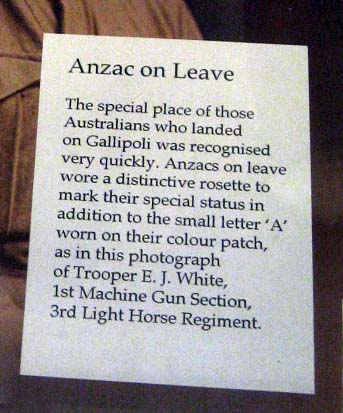 Anzac on Leave
The special place of those
Australians who landed
on Gallipoli was recognised
very quickly. Anzacs on leave
wore a distinctive rosette to
mark their special status in
addition to the small letter ‘A’
worn on their colour patch,
as in this photograph
of Trooper E. J. White,
1st Machine Gun Section,
3rd Light Horse Regiment.